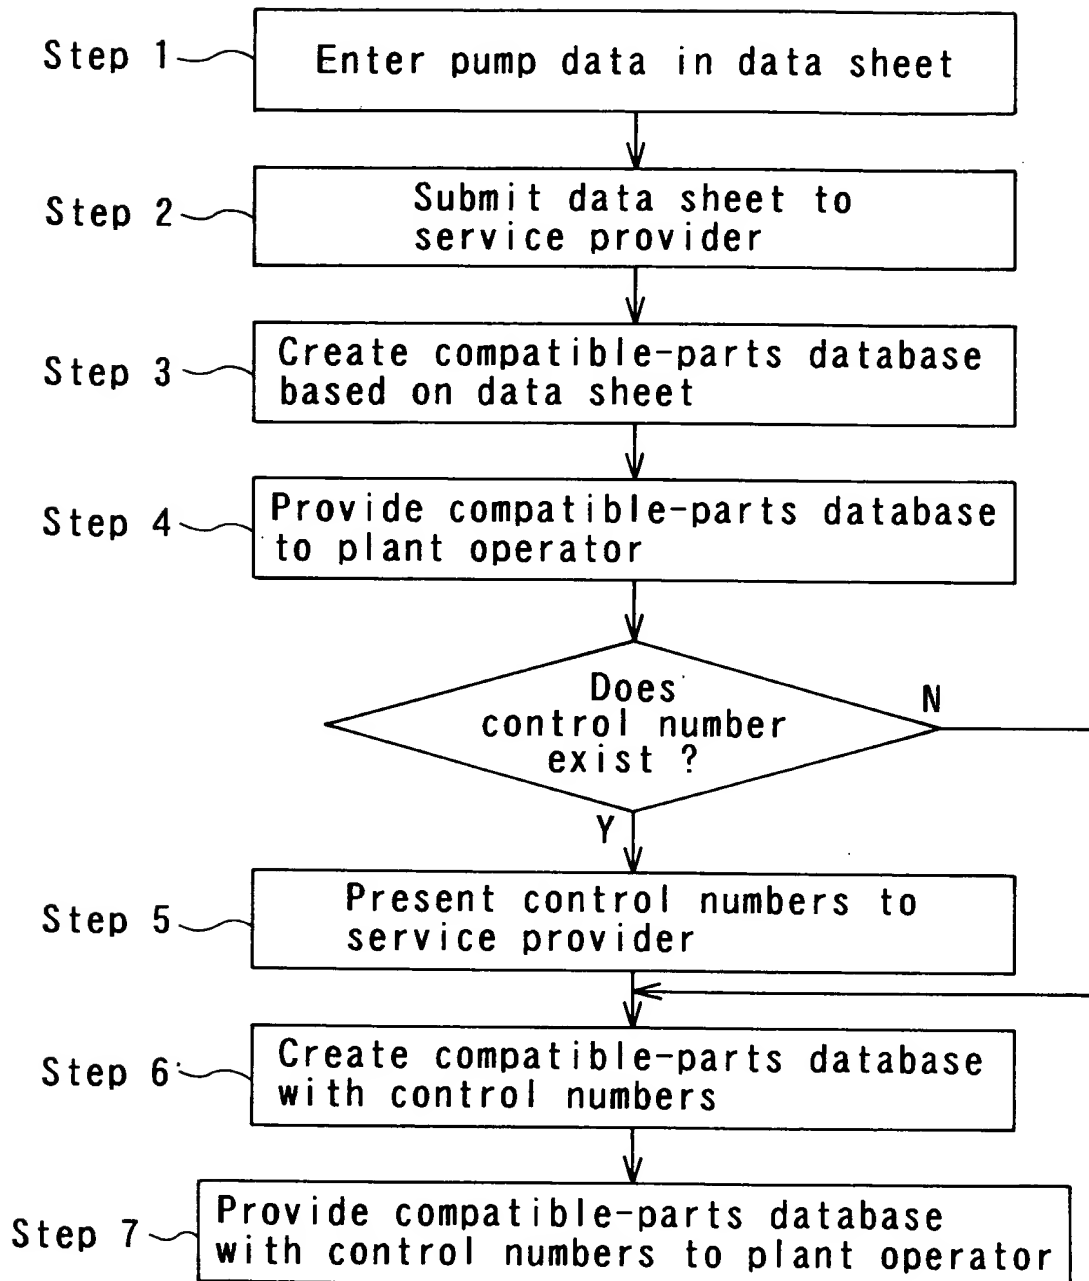 Step 1
Enter pump data in data sheet
Step 2
Submit data sheet to
service provider
Step 3
Create compatible-parts database
based on data sheet
Step 4
Provide compatible-parts database
to plant operator
Does
control number
exist ?
N
Y
Step 5
Present control numbers to
service provider
Step 6
Create compatible-parts database
with control numbers
Step 7
Provide compatible-parts database
with control numbers to plant operator